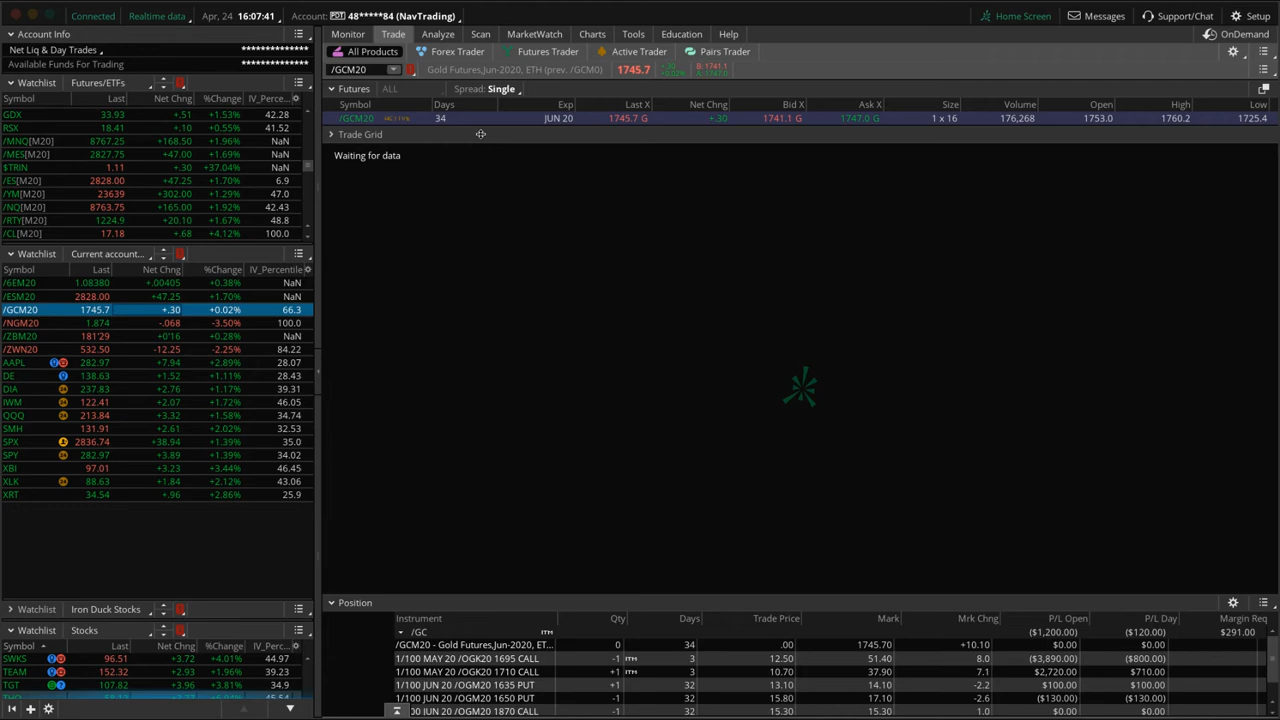 Connected Realtime data Apr, 24 16:07:41 Account: PDT 48*****84 (NavTrading) Home Screen Messages Support/Chat Setup
Account Info
Net Liq & Day Trades **************
Available Funds For Trading **************
Watchlist Futures/ETFs
Symbol Last Net Chng %Change IV_Perce...
GDX 33.93 +.51 +1.53% 42.28
RSX 18.41 +.10 +0.55% 41.52
/MNQ[M20] 8767.25 +168.50 +1.96% NaN
/MES[M20] 2827.75 +47.00 +1.69% NaN
$TRIN 1.11 +.30 +37.04% NaN
/ES[M20] 2828.00 +47.25 +1.70% 6.9
/YM[M20] 23639 +302.00 +1.29% 47.0
/NQ[M20] 8763.75 +165.00 +1.92% 42.43
/RTY[M20] 1224.9 +20.10 +1.67% 48.8
/CL[M20] 17.18 +.68 +4.12% 100.0
Watchlist Current account...
Symbol Last Net Chng %Change IV_Percentile
/6EM20 1.08380 +.00405 +0.38% NaN
/ESM20 2828.00 +47.25 +1.70% NaN
/GCM20 1745.7 +.30 +0.02% 66.3
/NGM20 1.874 -.068 -3.50% 100.0
/ZBM20 181'29 +0'16 +0.28% NaN
/ZWN20 532.50 -12.25 -2.25% 84.22
AAPL 282.97 +7.94 +2.89% 28.07
DE 138.63 +1.52 +1.11% 28.43
DIA 237.83 +2.76 +1.17% 39.31
IWM 122.41 +2.07 +1.72% 46.05
QQQ 213.84 +3.32 +1.58% 34.74
SMH 131.91 +2.61 +2.02% 32.53
SPX 2836.74 +38.94 +1.39% 35.0
SPY 282.97 +3.89 +1.39% 34.02
XBI 97.01 +3.23 +3.44% 46.45
XLK 88.63 +1.84 +2.12% 43.06
XRT 34.54 +.96 +2.86% 25.9
Watchlist Iron Duck Stocks
Watchlist Stocks
Symbol Last Net Chng %Change IV_Perce...
SWKS 96.51 +3.72 +4.01% 44.97
TEAM 152.32 +2.93 +1.96% 39.23
TGT 107.82 +3.96 +3.81% 34.9
Monitor Trade Analyze Scan MarketWatch Charts Tools Education Help OnDemand
All Products Forex Trader Futures Trader Active Trader Pairs Trader
/GCM20 Gold Futures,Jun-2020, ETH (prev. /GCM0) 1745.7 +.30 +0.02% B: 1741.1 A: 1747.0
Futures ALL Spread: Single
Symbol Days Exp Last X Net Chng Bid X Ask X Size Volume Open High Low
/GCM20 34 JUN 20 1745.7 G +.30 1741.1 G 1747.0 G 1 x 16 176,268 1753.0 1760.2 1725.4
Trade Grid
Waiting for data
Position
Instrument Qty Days Trade Price Mark Mrk Chng P/L Open P/L Day Margin Req
/GC ITM ($1,200.00) ($120.00) $291.00
/GCM20 - Gold Futures,Jun-2020, ET... 0 34 .00 1745.70 +10.10
1/100 MAY 20 /OGK20 1695 CALL -1 ITM 3 12.50 51.40 8.0 ($3,890.00) ($800.00)
1/100 MAY 20 /OGK20 1710 CALL +1 ITM 3 10.70 37.90 7.1 $2,720.00 $710.00
1/100 JUN 20 /OGM20 1635 PUT +1 32 13.10 14.10 -2.2 $100.00 ($220.00)
1/100 JUN 20 /OGM20 1650 PUT -1 32 15.80 17.10
1/100 JUN 20 /OGM20 1870 CALL -1 32 15.30 15.30